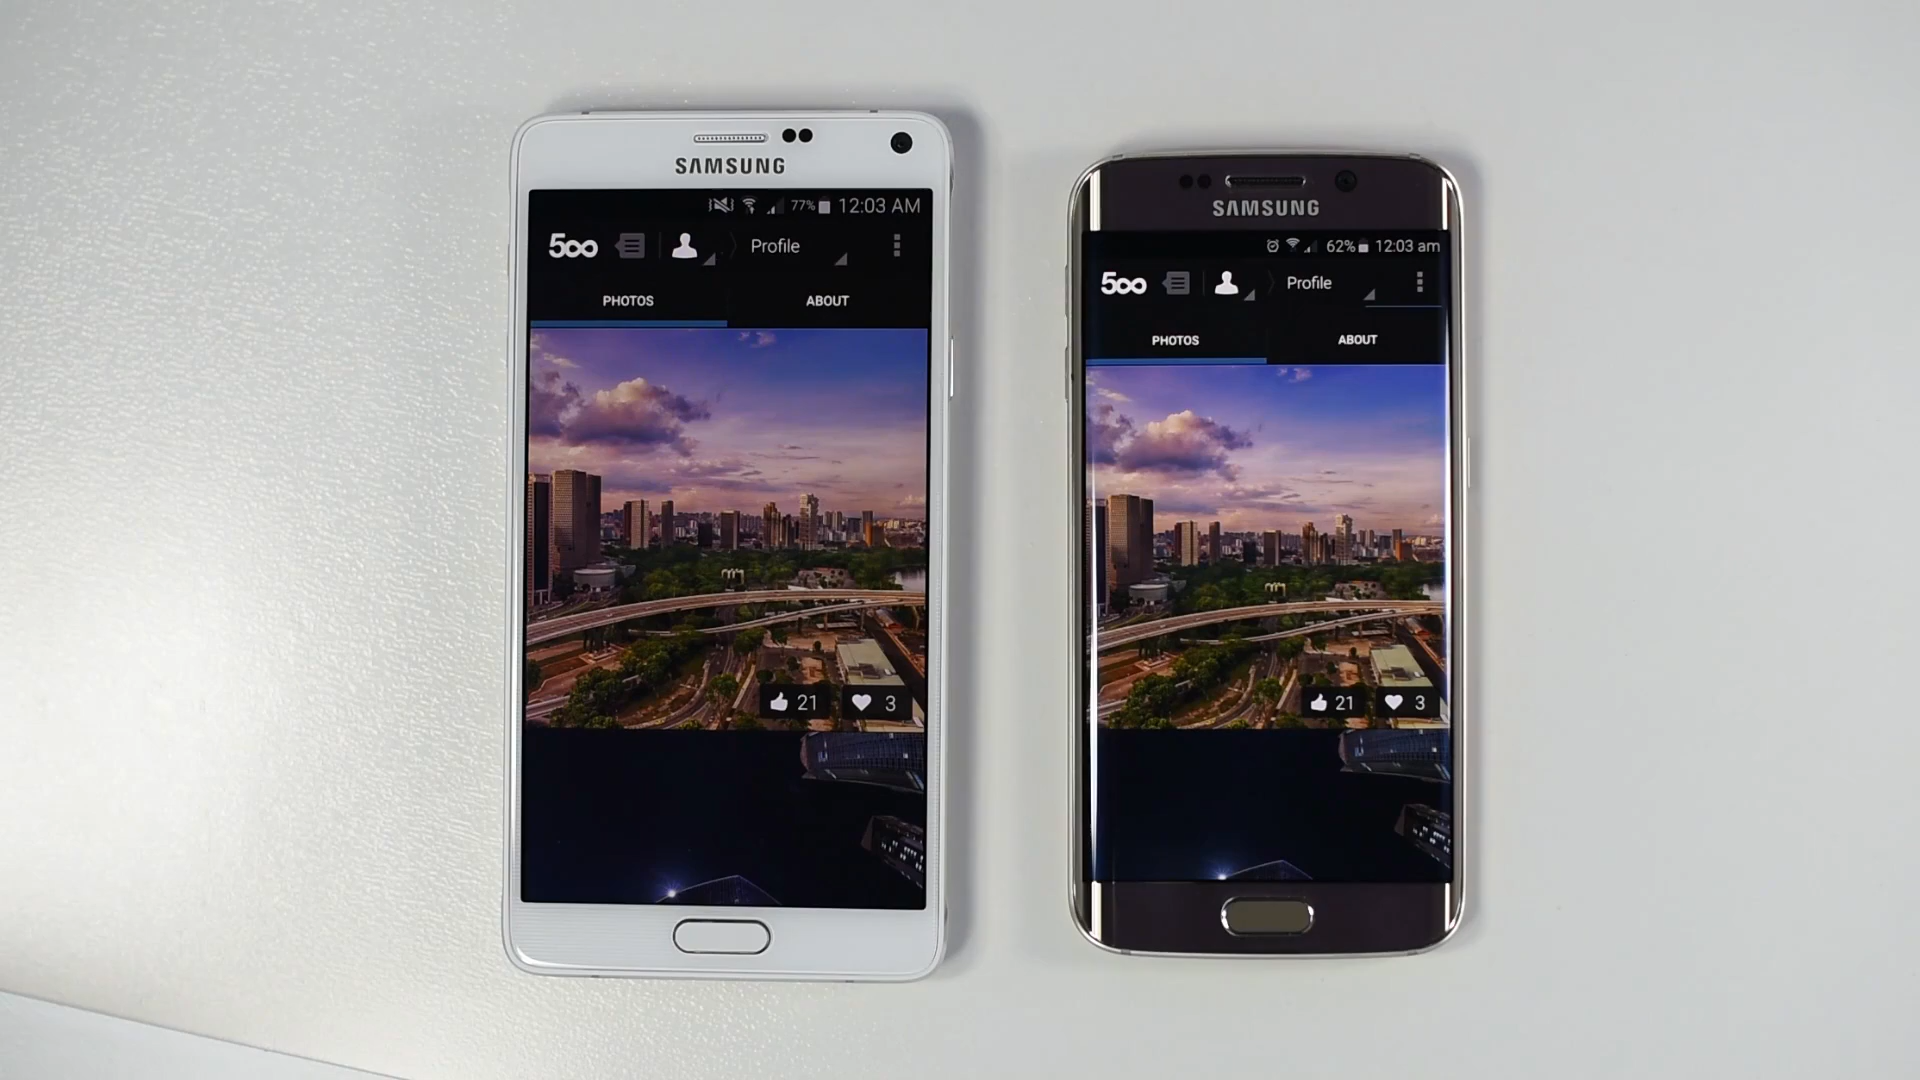 SAMSUNG
77% 12:03 AM
500 Profile
PHOTOS ABOUT
21 3
SAMSUNG
62% 12:03 am
500 Profile
PHOTOS ABOUT
21 3